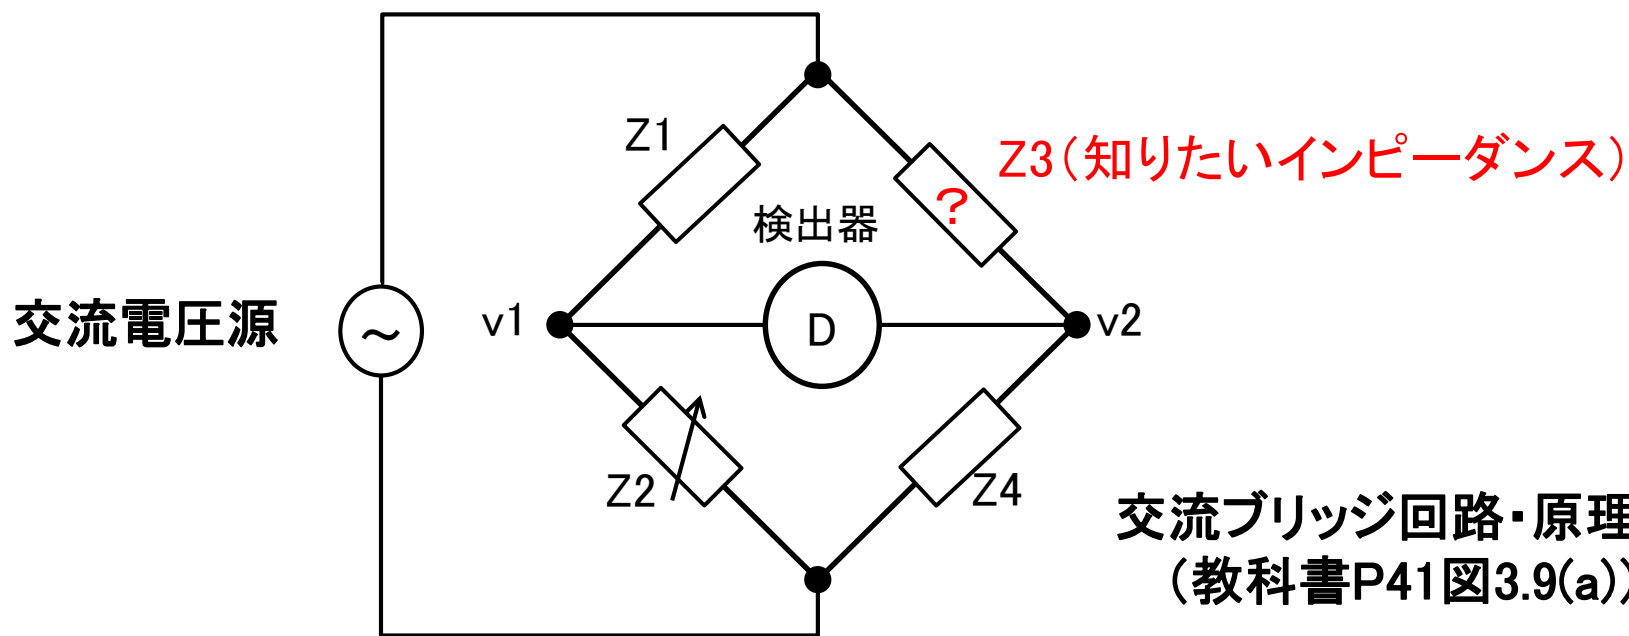 Z1
Z3(知りたいインピーダンス)
?
検出器
交流電圧源
~
v1
D
v2
Z2
Z4
交流ブリッジ回路・原理
(教科書P41図3.9(a))